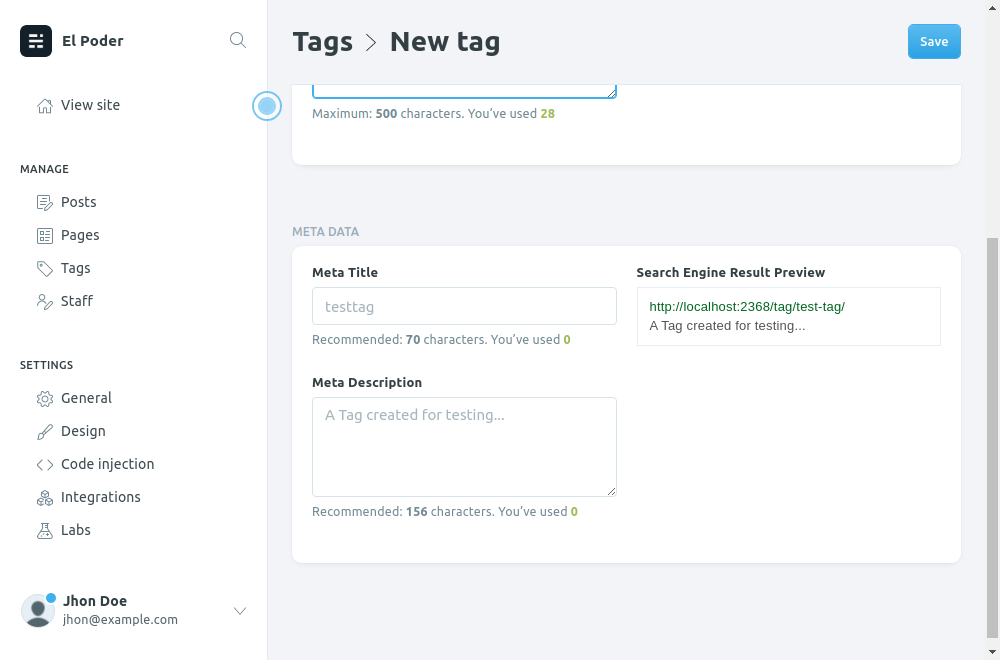 El Poder
View site
MANAGE
Posts
Pages
Tags
Staff
SETTINGS
General
Design
Code injection
Integrations
Labs
Jhon Doe
jhon@example.com
Tags > New tag
Save
Maximum: 500 characters. You've used 28
META DATA
Meta Title
testtag
Recommended: 70 characters. You've used 0
Meta Description
A Tag created for testing...
Recommended: 156 characters. You've used 0
Search Engine Result Preview
http://localhost:2368/tag/test-tag/
A Tag created for testing...